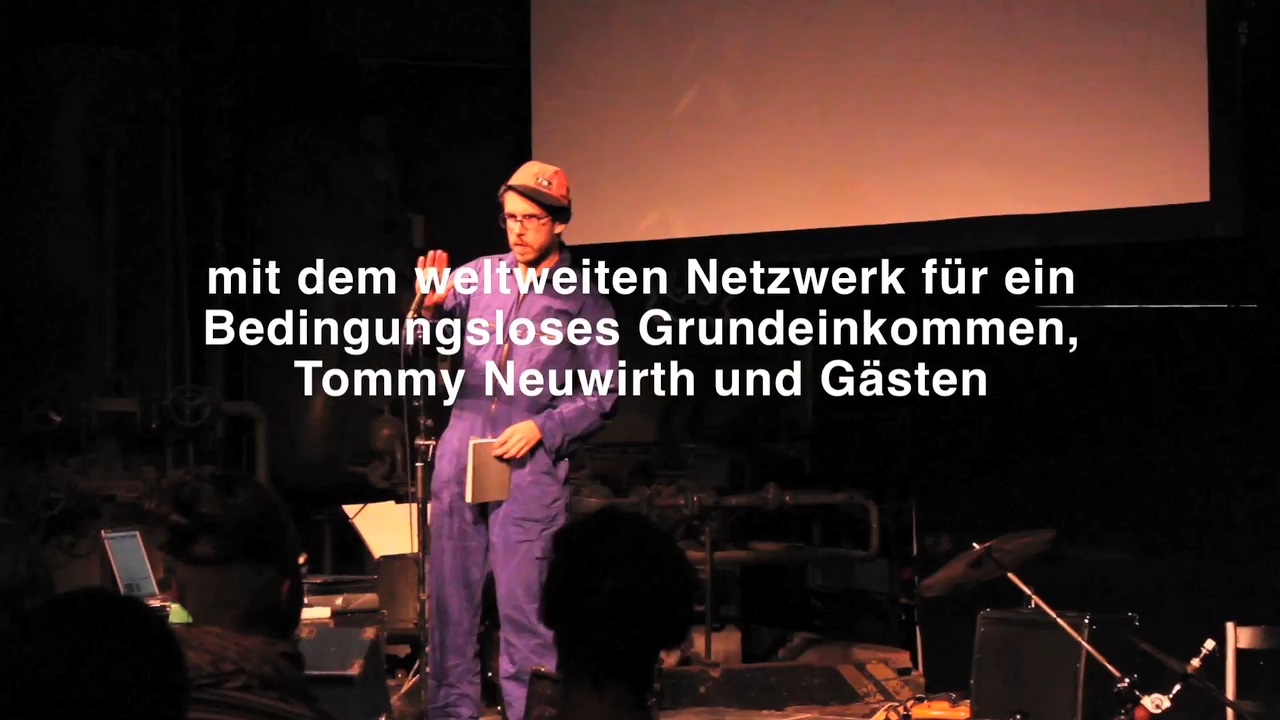 mit dem weltweiten Netzwerk für ein
Bedingungsloses Grundeinkommen,
Tommy Neuwirth und Gästen